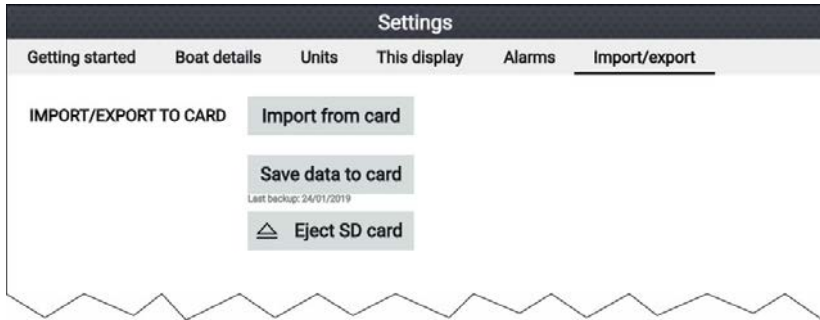 Settings
Getting started Boat details Units This display Alarms Import/export
IMPORT/EXPORT TO CARD Import from card
Save data to card
Last backup: 24/01/2019
Eject SD card